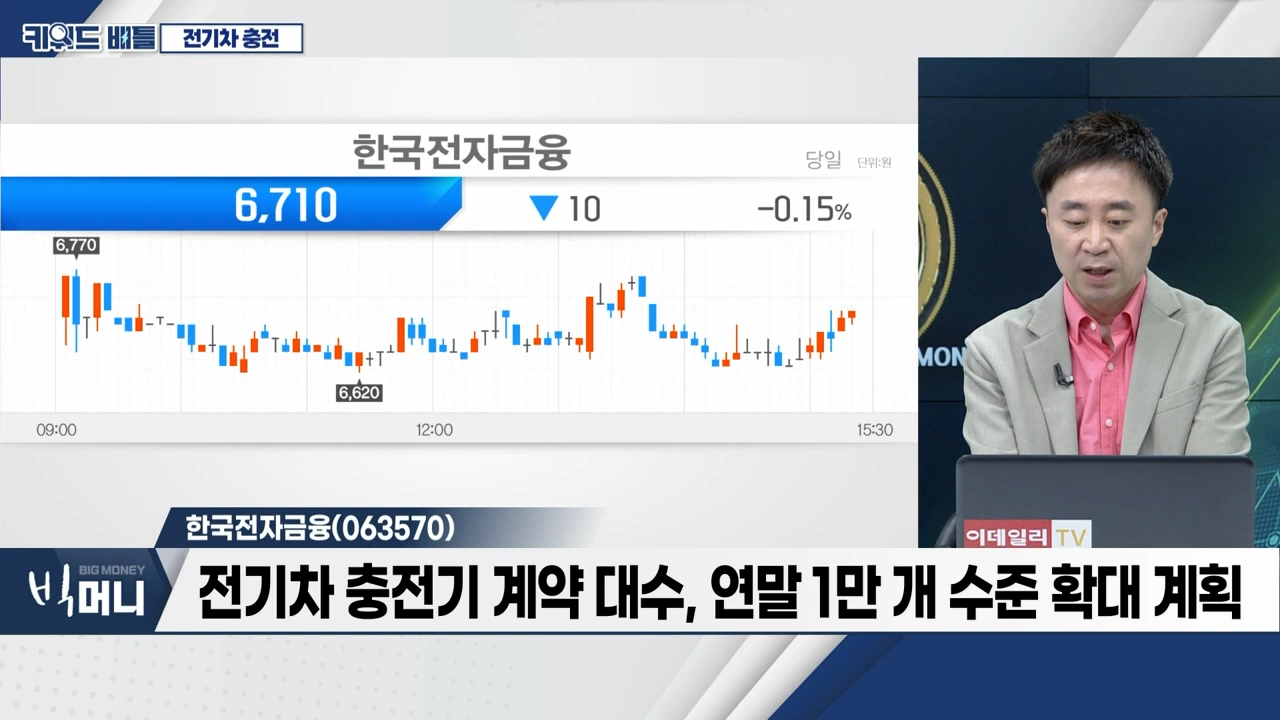 키워드 배틀 전기차 충전
한국전자금융
당일 단위:원
6,710 ▼10 -0.15%
6,770
6,620
09:00 12:00 15:30
MON
이데일리TV
한국전자금융(063570)
BIG MONEY
빅머니
전기차 충전기 계약 대수, 연말 1만 개 수준 확대 계획